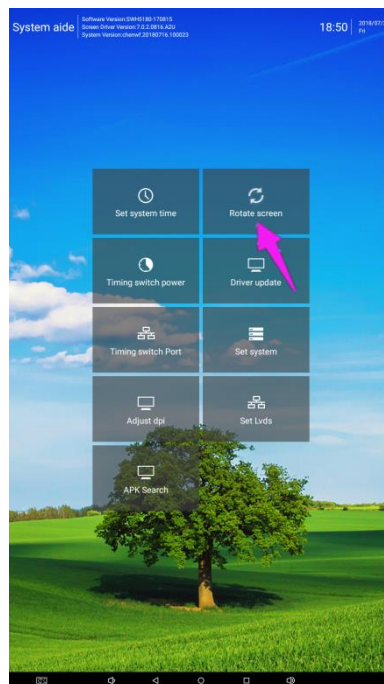 System aide
Software Version:SWH5180-170815
Screen Driver Version:7.0.2.0816.A2U
System Version:chenwf.20180716.100023
18:50
Fri
Set system time
Rotate screen
Timing switch power
Driver update
Timing switch Port
Set system
Adjust dpi
Set Lvds
APK Search